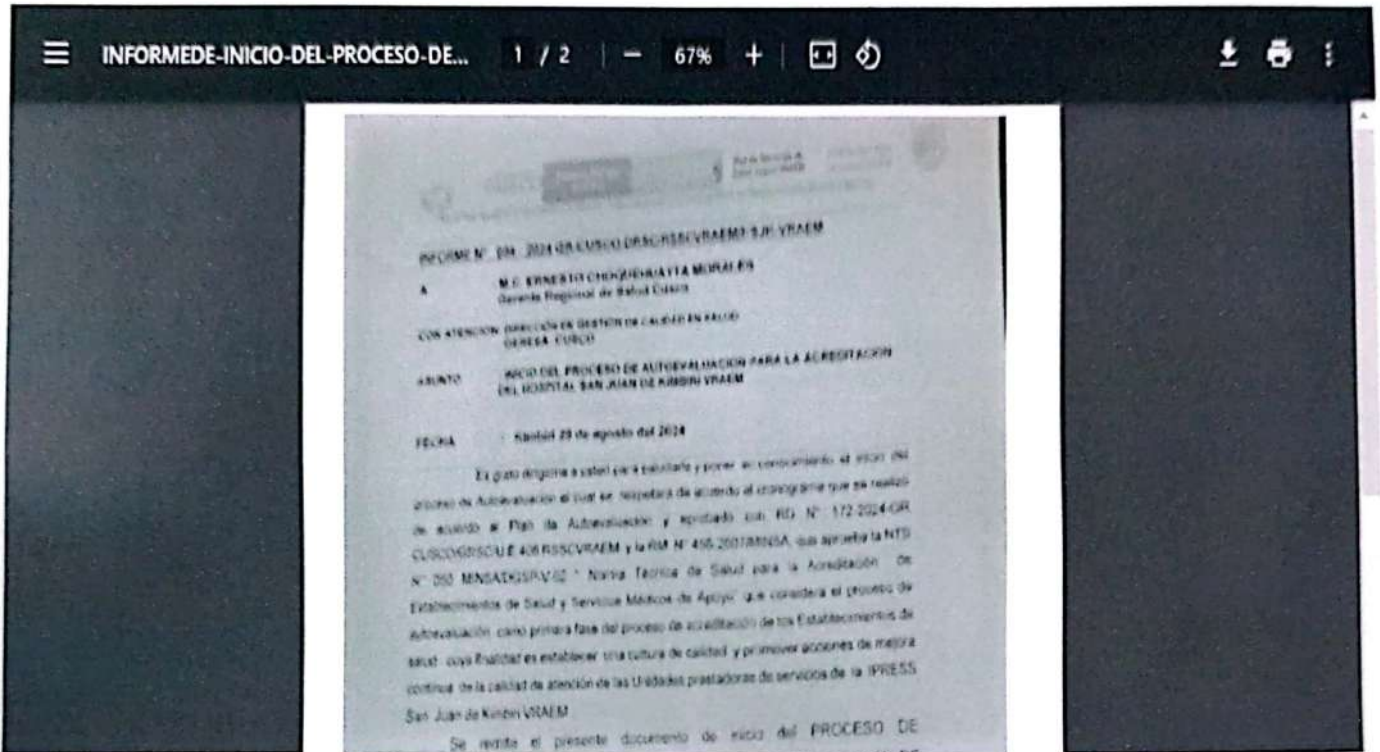 INFORMEDE-INICIO-DEL-PROCESO-DE... 1 / 2 67%
INFORME N° 2024-GR CUSCO VRAEM
A M.C. ERNESTO CHOQUEHUAYTA MORALES
Gerente Regional de Salud Cusco
CON ATENCION: DIRECCIÓN DE GESTIÓN DE CALIDAD EN SALUD
GERESA CUSCO
ASUNTO INICIO DEL PROCESO DE AUTOEVALUACION PARA LA ACREDITACION
DEL HOSPITAL SAN JUAN DE KIMBIRI VRAEM
FECHA : Kimbiri 29 de agosto del 2024
Es grato dirigirme a usted para saludarle y poner en conocimiento el inicio del
proceso de Autoevaluación el cual se respetará de acuerdo al cronograma que se realizó
de acuerdo al Plan de Autoevaluación y aprobado con RD N° 172-2024-GR
CUSCO/GRSC/U.E 406 RSSCVRAEM y la RM N° 456-2007/MINSA, que aprueba la NTS
N° 050 MINSA/DGSP-V.02 " Norma Técnica de Salud para la Acreditación de
Establecimientos de Salud y Servicios Médicos de Apoyo" que considera el proceso de
Autoevaluación como primera fase del proceso de acreditación de los Establecimientos de
salud cuya finalidad es establecer una cultura de calidad y promover acciones de mejora
continua de la calidad de atención de las Unidades prestadoras de servicios de la IPRESS
San Juan de Kimbiri VRAEM
Se remite el presente documento de inicio del PROCESO DE